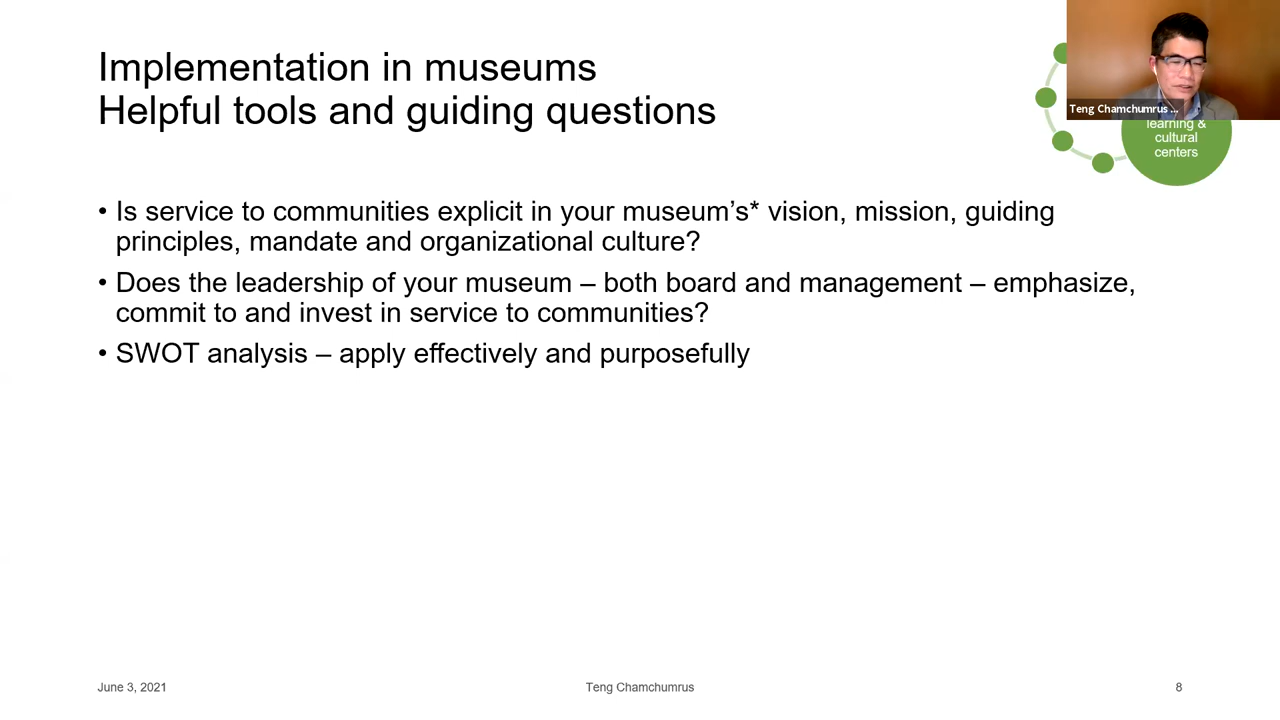 Implementation in museums
Helpful tools and guiding questions
Teng Chamchumrus ...
learning &
cultural
centers
• Is service to communities explicit in your museum’s* vision, mission, guiding
principles, mandate and organizational culture?
• Does the leadership of your museum – both board and management – emphasize,
commit to and invest in service to communities?
• SWOT analysis – apply effectively and purposefully
June 3, 2021
Teng Chamchumrus
8